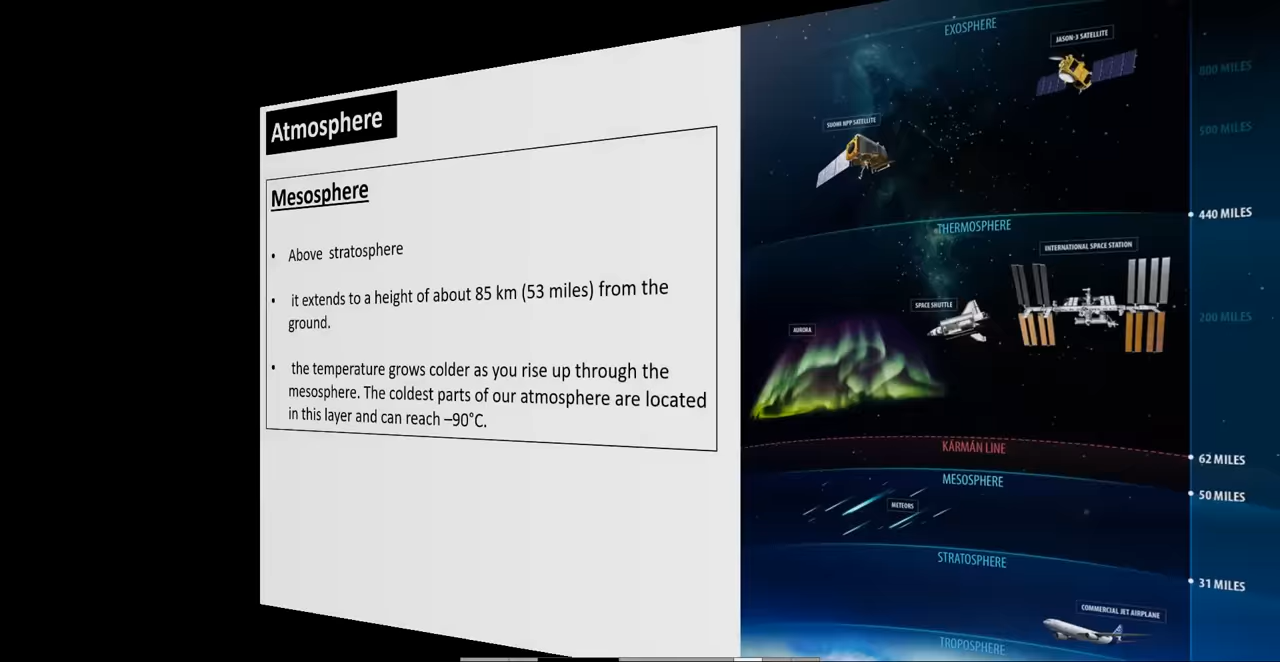 Atmosphere
Mesosphere
• Above stratosphere
• it extends to a height of about 85 km (53 miles) from the
ground.
• the temperature grows colder as you rise up through the
mesosphere. The coldest parts of our atmosphere are located
in this layer and can reach –90°C.
EXOSPHERE
JASON-3 SATELLITE
800 MILES
SUOMI NPP SATELLITE
500 MILES
440 MILES
THERMOSPHERE
INTERNATIONAL SPACE STATION
SPACE SHUTTLE
200 MILES
AURORA
KÁRMÁN LINE
62 MILES
MESOSPHERE
50 MILES
METEORS
STRATOSPHERE
31 MILES
COMMERCIAL JET AIRPLANE
TROPOSPHERE